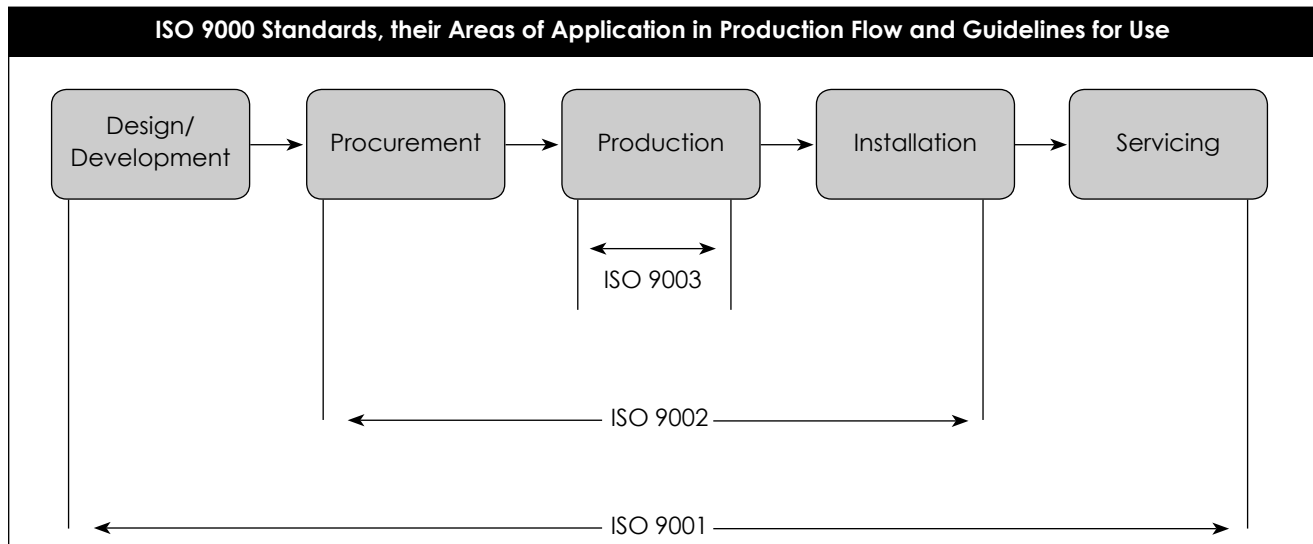 ISO 9000 Standards, their Areas of Application in Production Flow and Guidelines for Use
Design/
Development
Procurement
Production
Installation
Servicing
ISO 9003
ISO 9002
ISO 9001